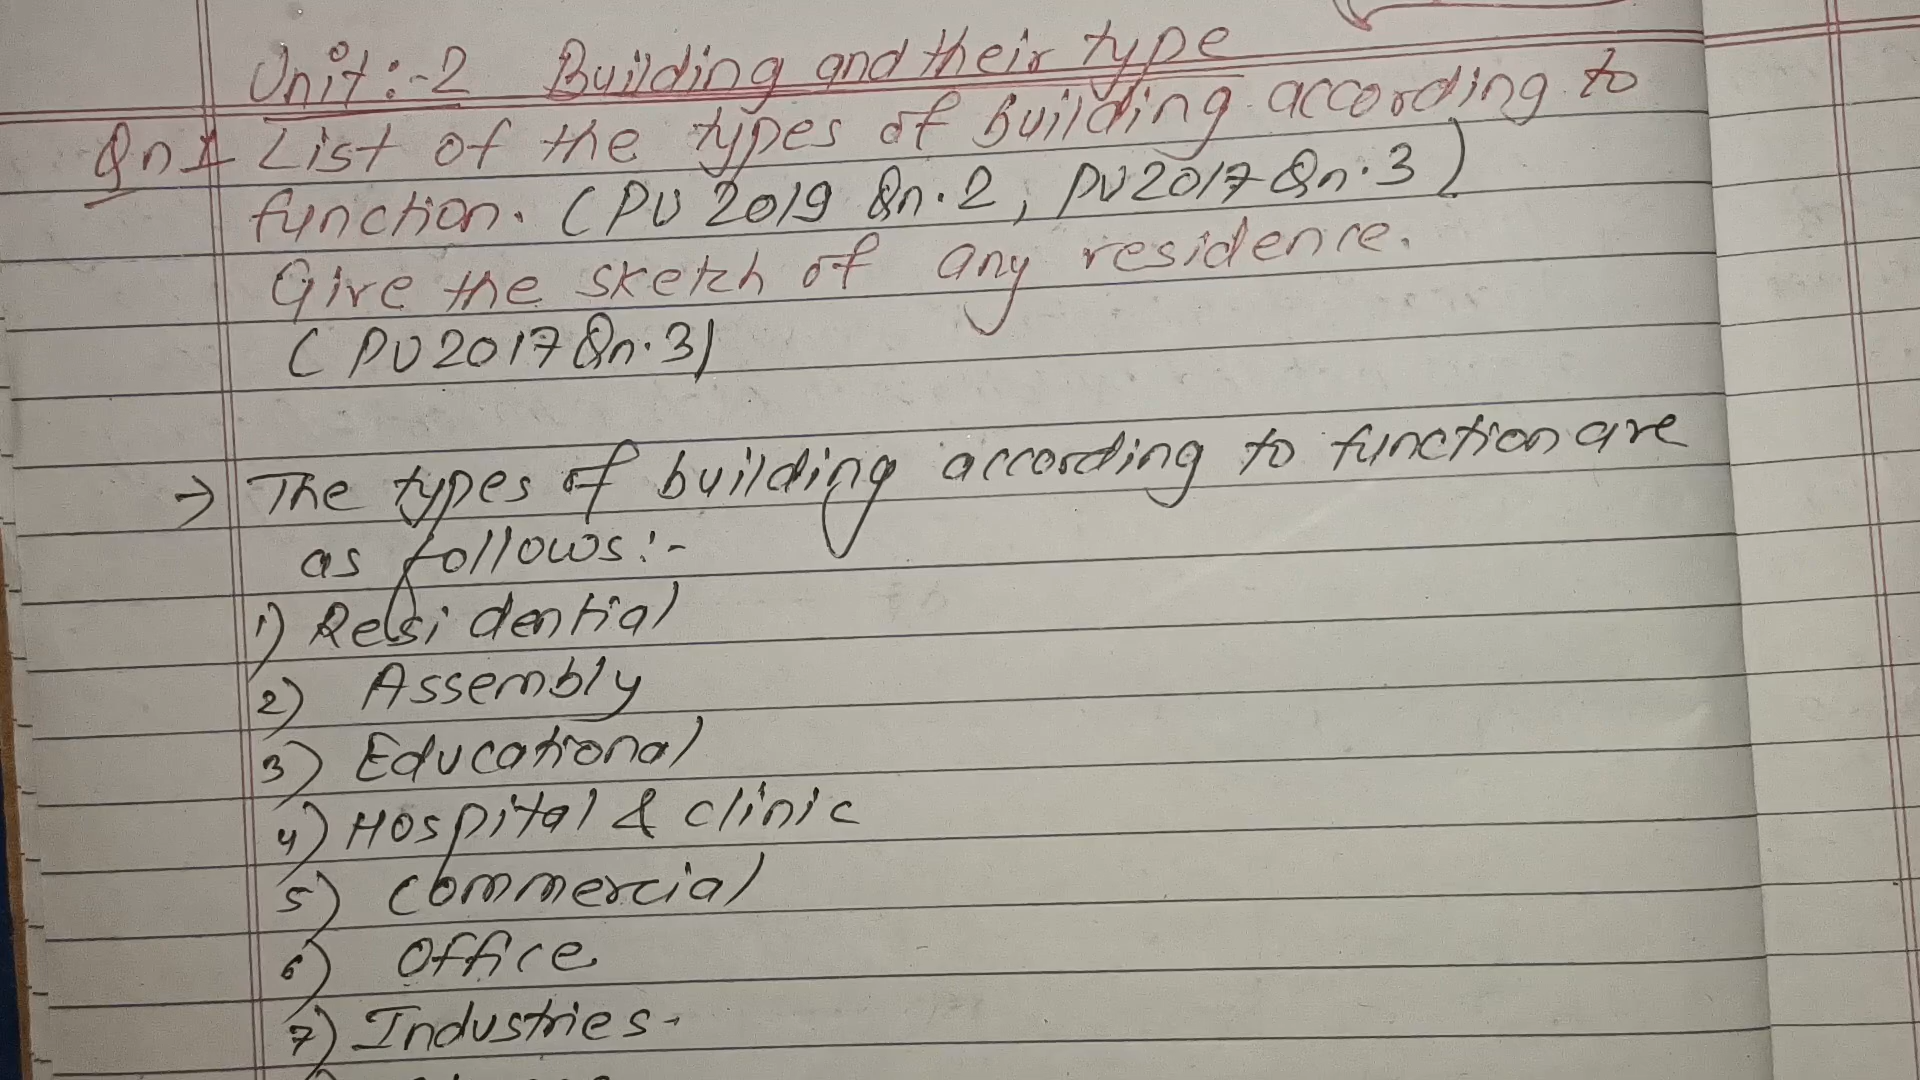 Unit:-2 Building and their type
Qn 1 List of the types of building according to
function. (PU 2019 Qn.2, PU 2017 Qn.3)
Give the sketch of any residence.
(PU 2017 Qn.3)
→ The types of building according to function are
as follows:-
1) Residential
2) Assembly
3) Educational
4) Hospital & clinic
5) Commercial
6) Office
7) Industries-